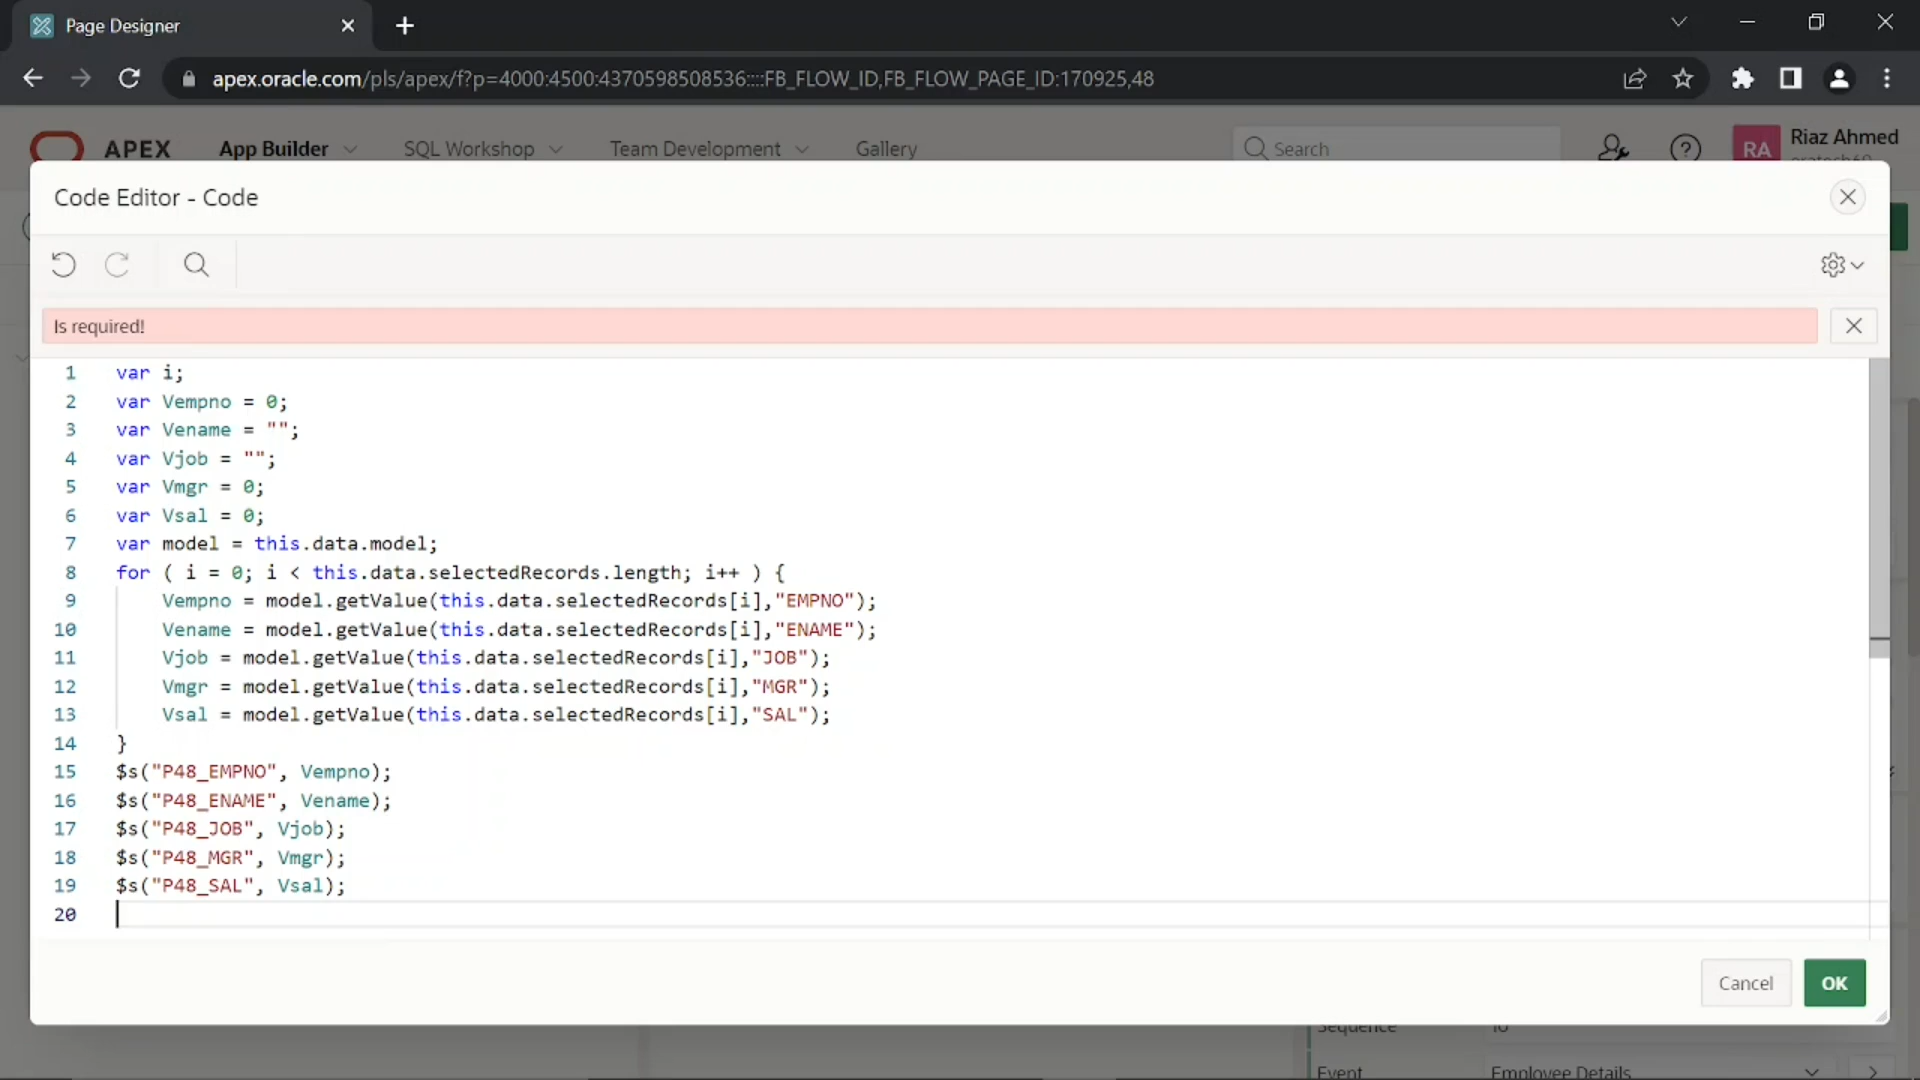 Page Designer
apex.oracle.com/pls/apex/f?p=4000:4500:4370598508536::::FB_FLOW_ID,FB_FLOW_PAGE_ID:170925,48
APEX App Builder SQL Workshop Team Development Gallery Search RA Riaz Ahmed
Code Editor - Code
Is required!
1 var i;
2 var Vempno = 0;
3 var Vename = "";
4 var Vjob = "";
5 var Vmgr = 0;
6 var Vsal = 0;
7 var model = this.data.model;
8 for ( i = 0; i < this.data.selectedRecords.length; i++ ) {
9 Vempno = model.getValue(this.data.selectedRecords[i],"EMPNO");
10 Vename = model.getValue(this.data.selectedRecords[i],"ENAME");
11 Vjob = model.getValue(this.data.selectedRecords[i],"JOB");
12 Vmgr = model.getValue(this.data.selectedRecords[i],"MGR");
13 Vsal = model.getValue(this.data.selectedRecords[i],"SAL");
14 }
15 $s("P48_EMPNO", Vempno);
16 $s("P48_ENAME", Vename);
17 $s("P48_JOB", Vjob);
18 $s("P48_MGR", Vmgr);
19 $s("P48_SAL", Vsal);
20
Cancel OK
Sequence 10
Event Employee Details